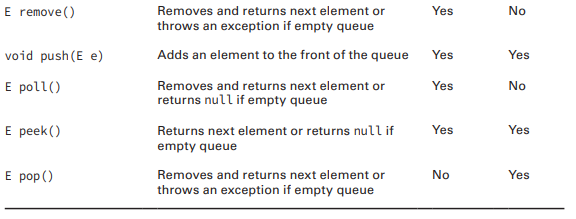 E remove() Removes and returns next element or Yes No
throws an exception if empty queue
void push(E e) Adds an element to the front of the queue Yes Yes
E poll() Removes and returns next element or Yes No
returns null if empty queue
E peek() Returns next element or returns null if Yes Yes
empty queue
E pop() Removes and returns next element or No Yes
throws an exception if empty queue